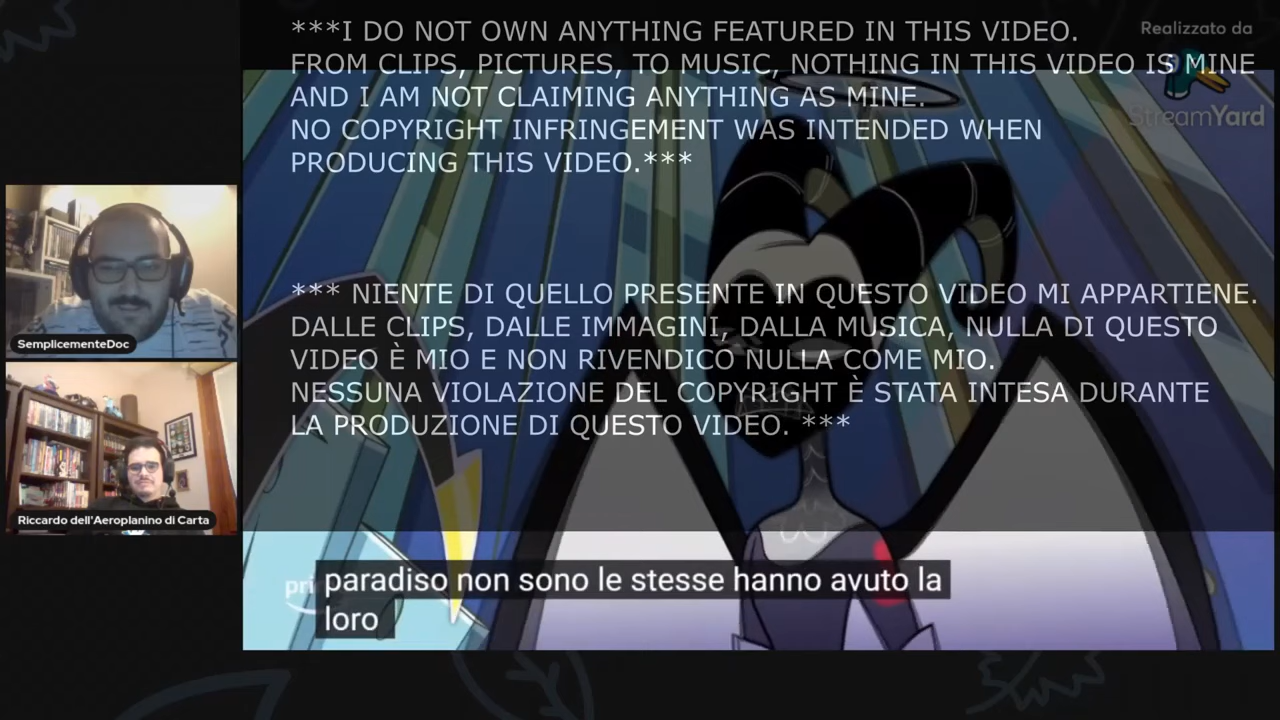 ***I DO NOT OWN ANYTHING FEATURED IN THIS VIDEO.
FROM CLIPS, PICTURES, TO MUSIC, NOTHING IN THIS VIDEO IS MINE
AND I AM NOT CLAIMING ANYTHING AS MINE.
NO COPYRIGHT INFRINGEMENT WAS INTENDED WHEN
PRODUCING THIS VIDEO.***
Realizzato da
StreamYard
*** NIENTE DI QUELLO PRESENTE IN QUESTO VIDEO MI APPARTIENE.
DALLE CLIPS, DALLE IMMAGINI, DALLA MUSICA, NULLA DI QUESTO
VIDEO È MIO E NON RIVENDICO NULLA COME MIO.
NESSUNA VIOLAZIONE DEL COPYRIGHT È STATA INTESA DURANTE
LA PRODUZIONE DI QUESTO VIDEO. ***
SemplicementeDoc
Riccardo dell'Aeroplanino di Carta
paradiso non sono le stesse hanno avuto la
loro